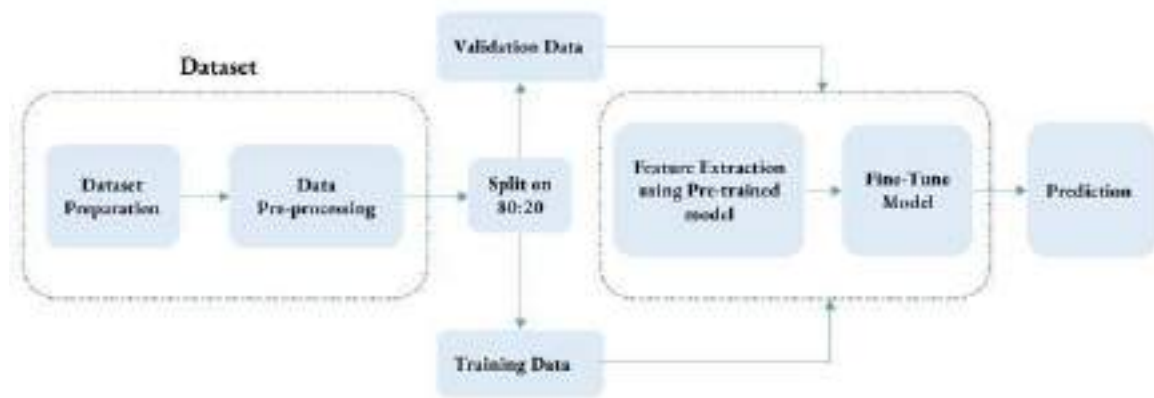 Validation Data
Dataset
Dataset
Preparation
Data
Pre-processing
Split on
80:20
Feature Extraction
using Pre-trained
model
Fine-Tune
Model
Prediction
Training Data